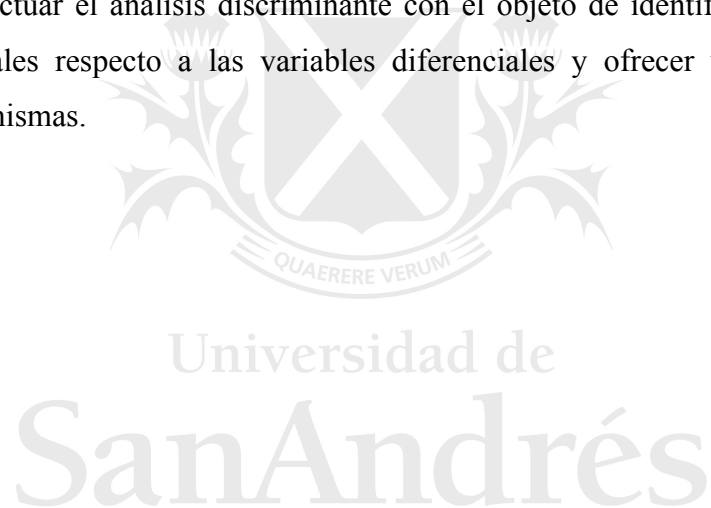 ctuar el análisis discriminante con el objeto de identif
ales respecto a las variables diferenciales y ofrecer
nismas.
QUAERERE VERUM
Universidad de
SanAndrés